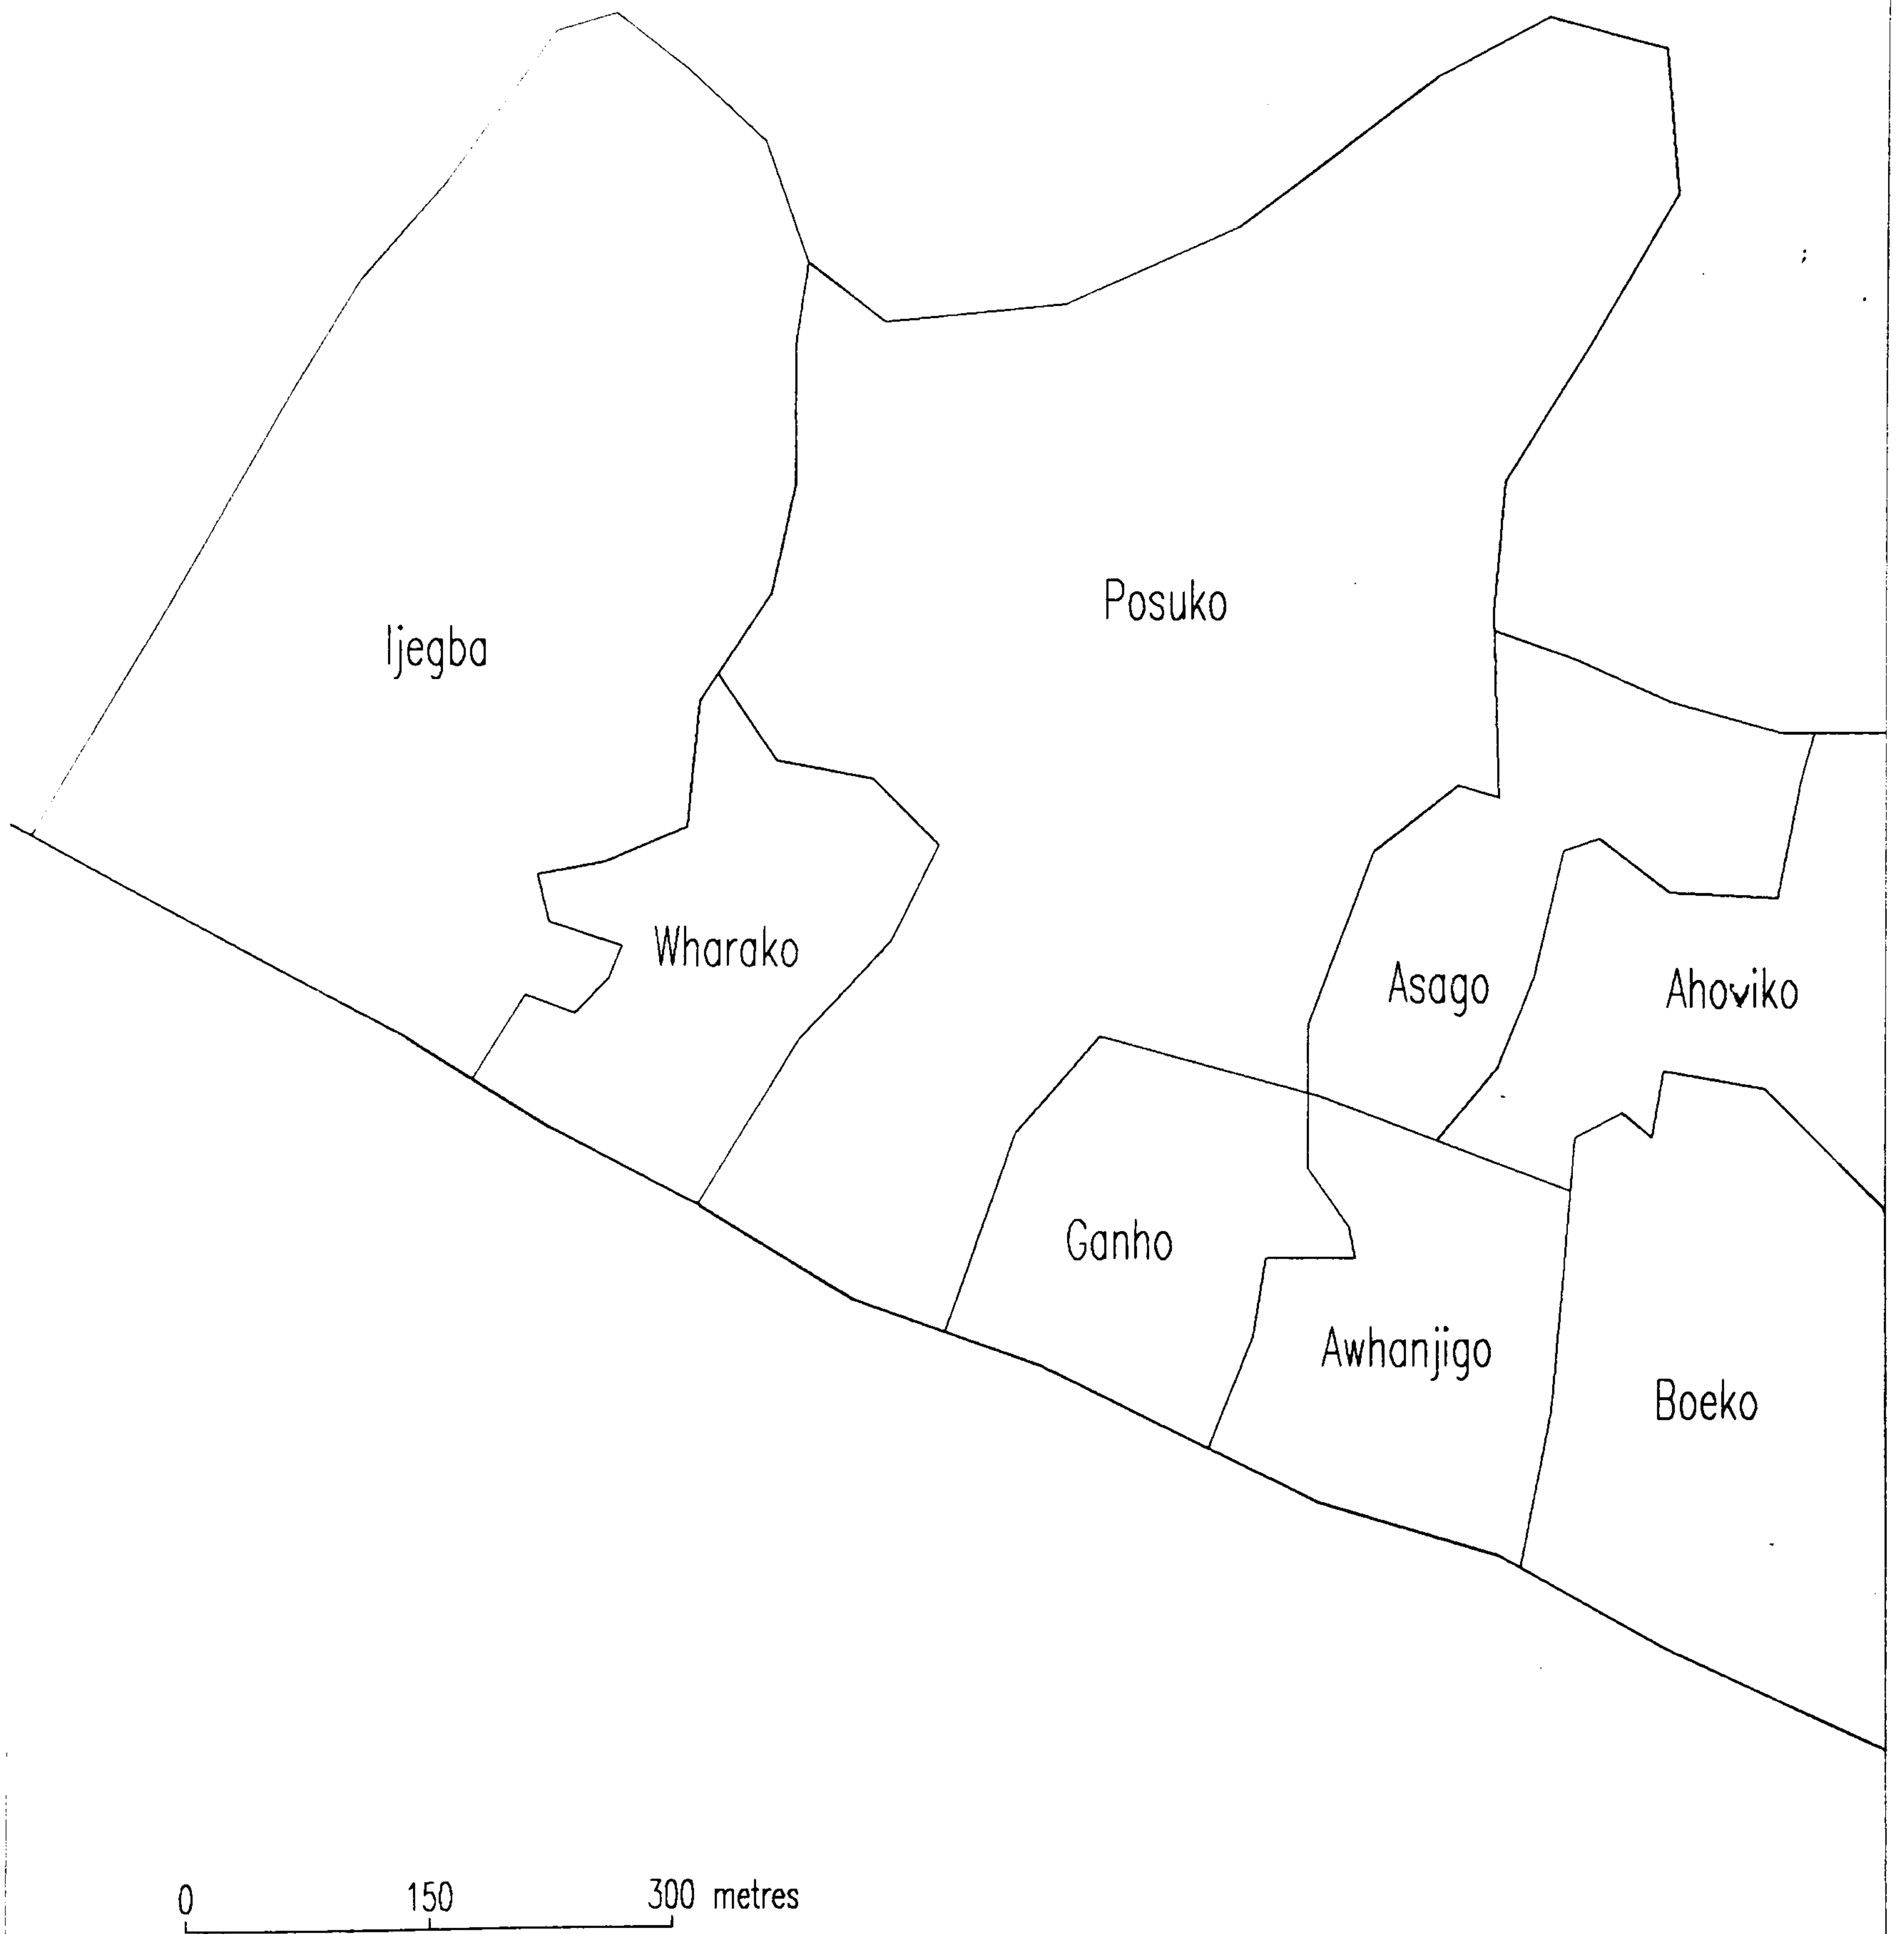 Posuko
Ijegba
Wharako
Asago
Ahoviko
Ganho
Awhanjigo
Boeko
0 150 300 metres